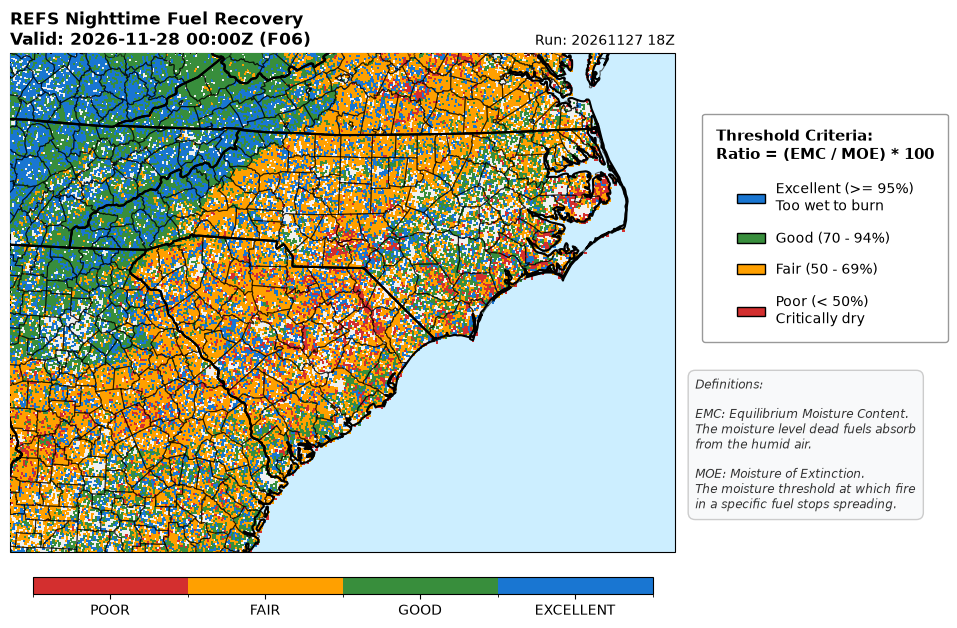 REFS Nighttime Fuel Recovery
Valid: 2026-11-28 00:00Z (F06)
Run: 20261127 18Z
Threshold Criteria:
Ratio = (EMC / MOE) * 100
Excellent (>= 95%)
Too wet to burn
Good (70 - 94%)
Fair (50 - 69%)
Poor (< 50%)
Critically dry
Definitions:
EMC: Equilibrium Moisture Content.
The moisture level dead fuels absorb
from the humid air.
MOE: Moisture of Extinction.
The moisture threshold at which fire
in a specific fuel stops spreading.
POOR
FAIR
GOOD
EXCELLENT